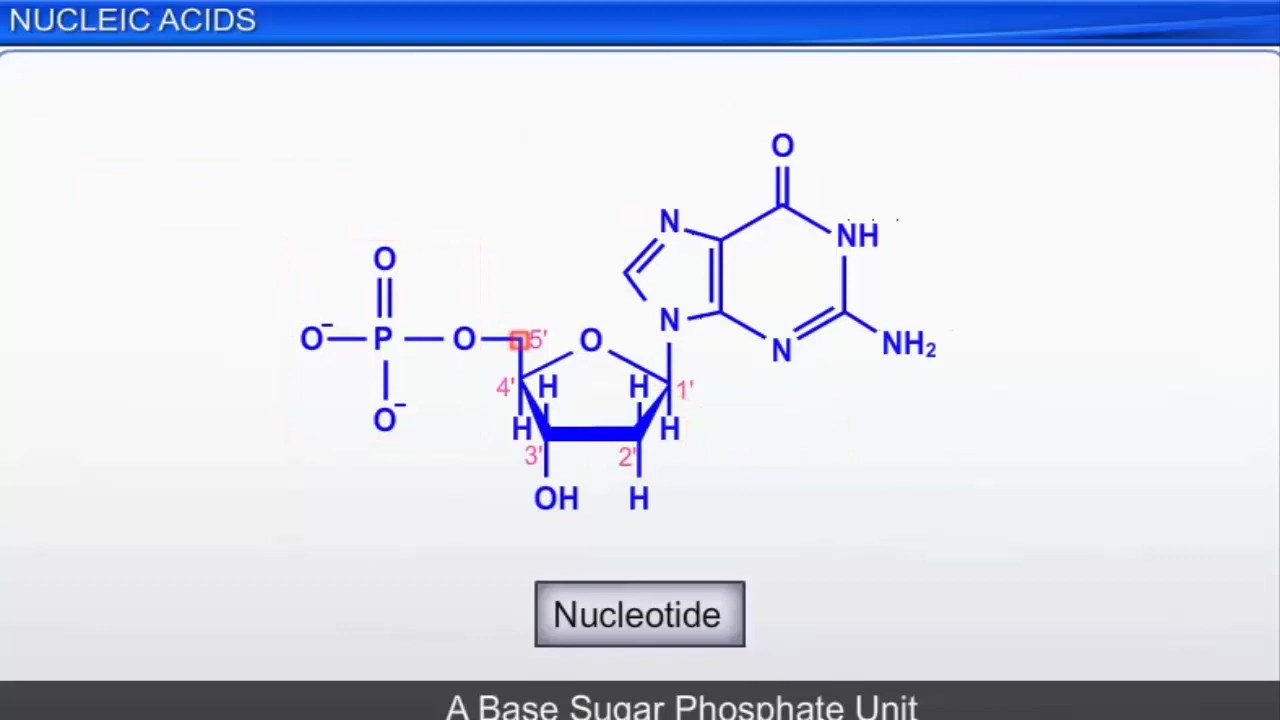 NUCLEIC ACIDS
O
N NH
O
N
O⁻ P O 5' O N NH₂
4' H H 1'
O⁻ H H
3' 2'
OH H
Nucleotide
A Base Sugar Phosphate Unit